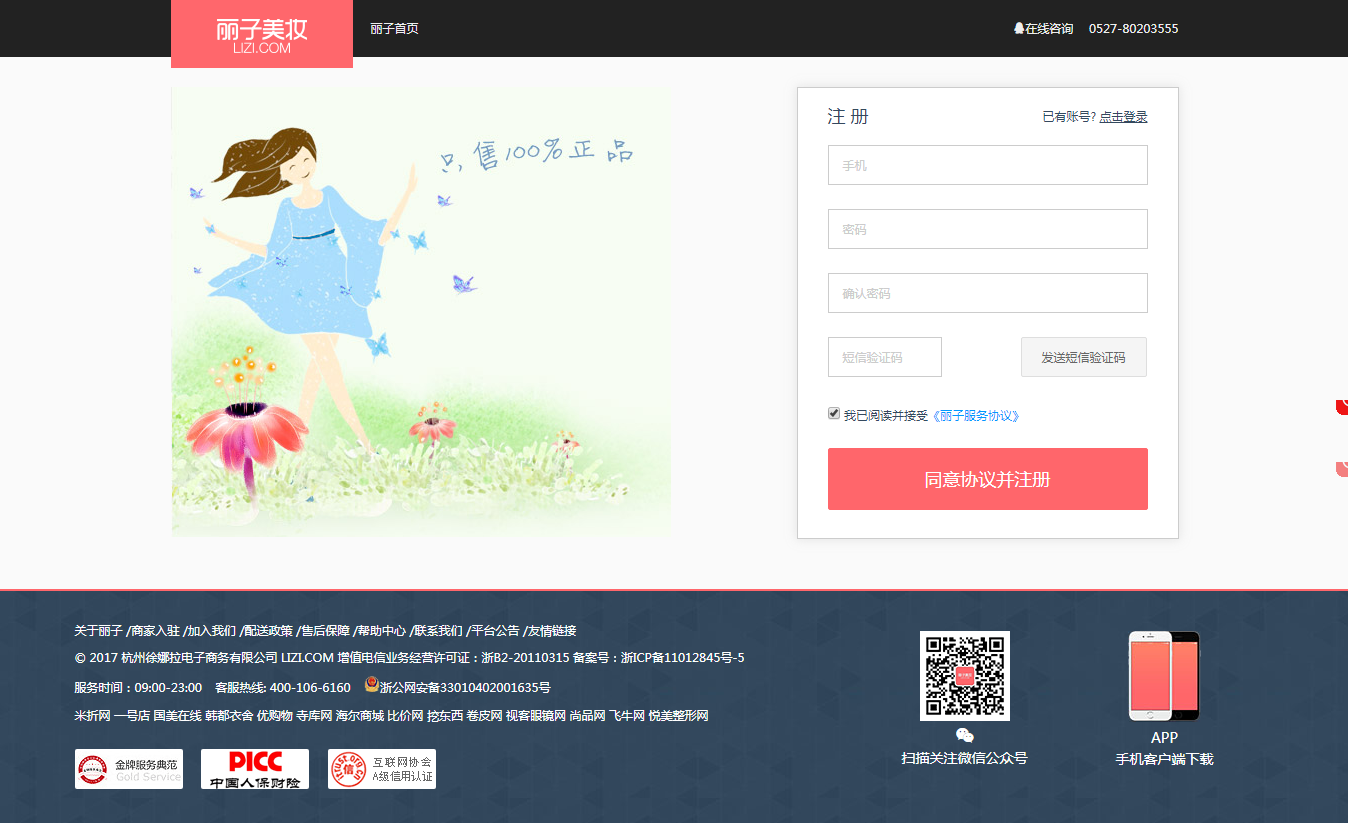 丽子美妆
LIZI.COM
丽子首页
在线咨询 0527-80203555
只售100%正品
注 册
已有账号? 点击登录
手机
密码
确认密码
短信验证码
发送短信验证码
我已阅读并接受《丽子服务协议》
同意协议并注册
关于丽子 /商家入驻 /加入我们 /配送政策 /售后保障 /帮助中心 /联系我们 /平台公告 /友情链接
© 2017 杭州徐娜拉电子商务有限公司 LIZI.COM 增值电信业务经营许可证：浙B2-20110315 备案号：浙ICP备11012845号-5
服务时间：09:00-23:00 客服热线: 400-106-6160 浙公网安备33010402001635号
米折网 一号店 国美在线 韩都衣舍 优购物 寺库网 海尔商城 比价网 挖东西 卷皮网 视客眼镜网 尚品网 飞牛网 悦美整形网
金牌服务典范
Gold Service
PICC
中国人保财险
互联网协会
A级信用认证
扫描关注微信公众号
APP
手机客户端下载